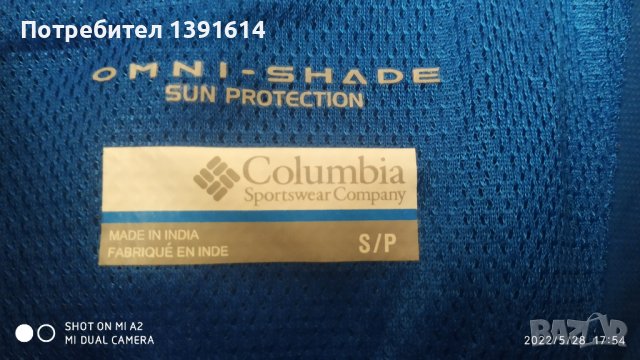 Потребител 1391614
OMNI-SHADE
SUN PROTECTION
Columbia
Sportswear Company
MADE IN INDIA
FABRIQUÉ EN INDE
S/P
SHOT ON MI A2
MI DUAL CAMERA
2022/5/28 17:54
БАЗАР